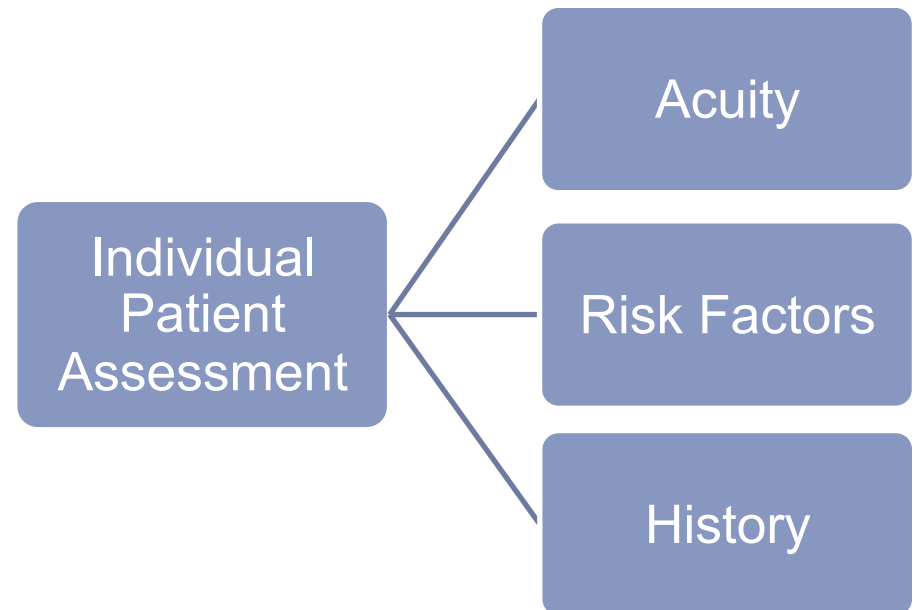 Individual
Patient
Assessment
Acuity
Risk Factors
History